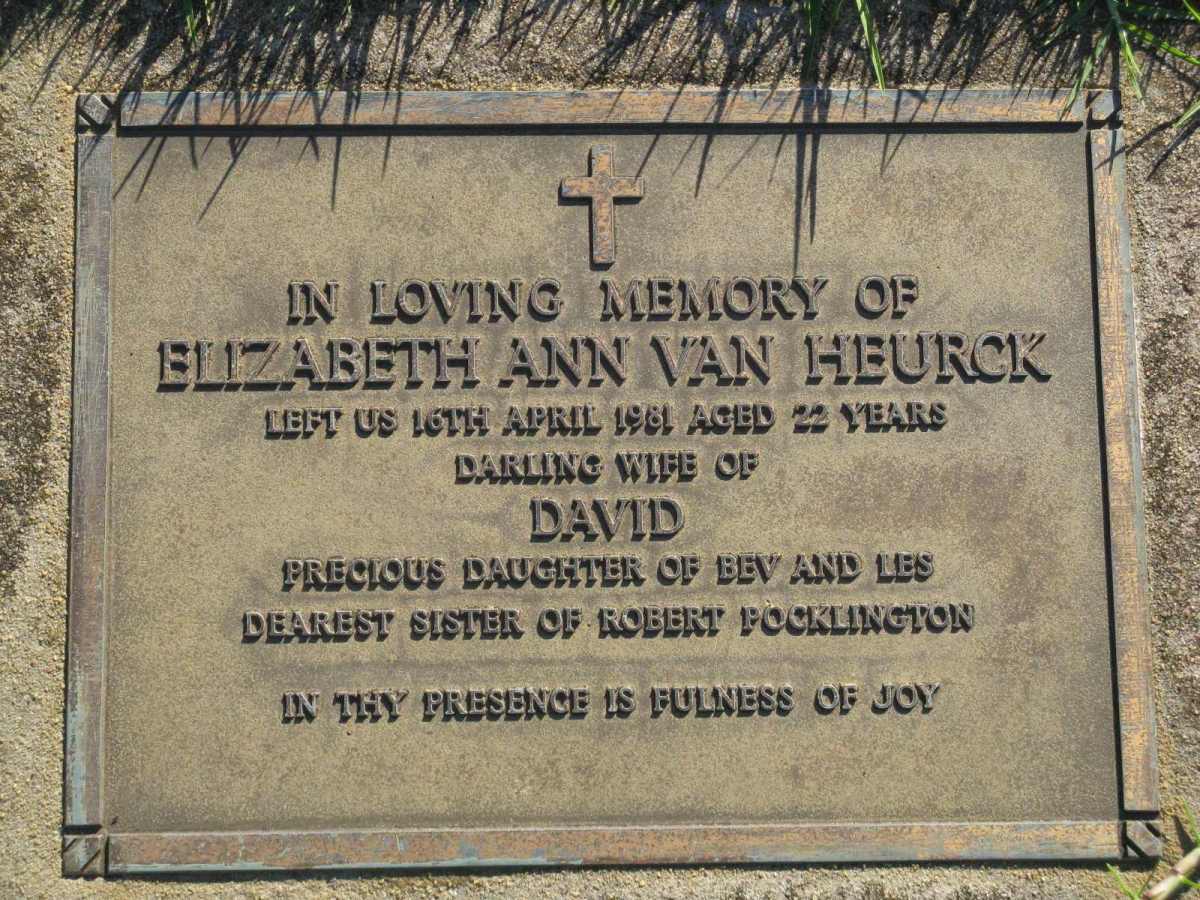 IN LOVING MEMORY OF
ELIZABETH ANN VAN HEURCK
LEFT US 16TH APRIL 1981 AGED 22 YEARS
DARLING WIFE OF
DAVID
PRECIOUS DAUGHTER OF BEV AND LES
DEAREST SISTER OF ROBERT POCKLINGTON
IN THY PRESENCE IS FULNESS OF JOY